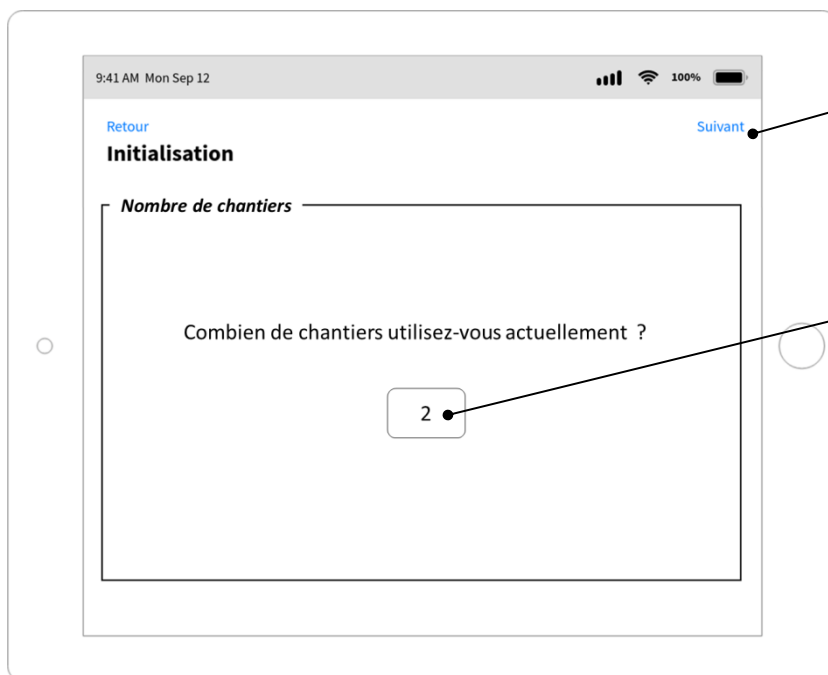 9:41 AM Mon Sep 12 100%
Retour Suivant
Initialisation
Nombre de chantiers
Combien de chantiers utilisez-vous actuellement ?
2